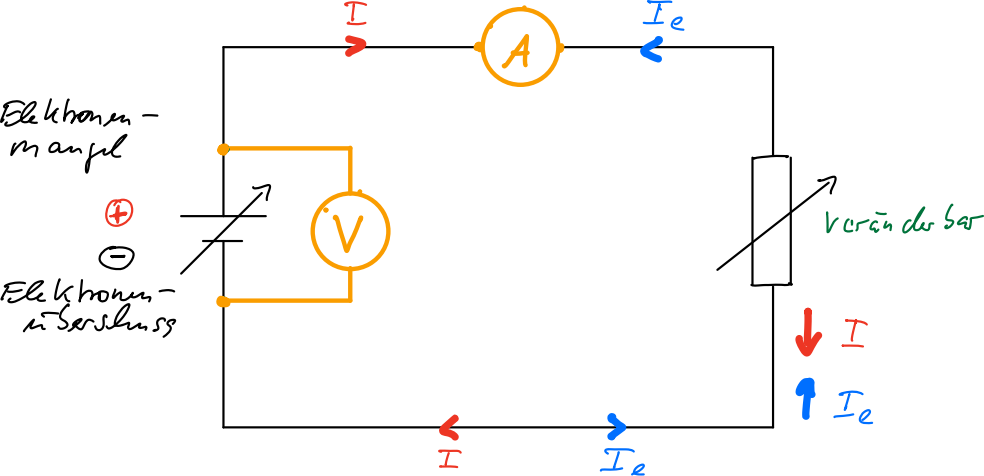 I
Ie
A
Elektronen-
mangel
+
V
veränderbar
-
Elektronen-
überschuss
I
Ie
I
Ie